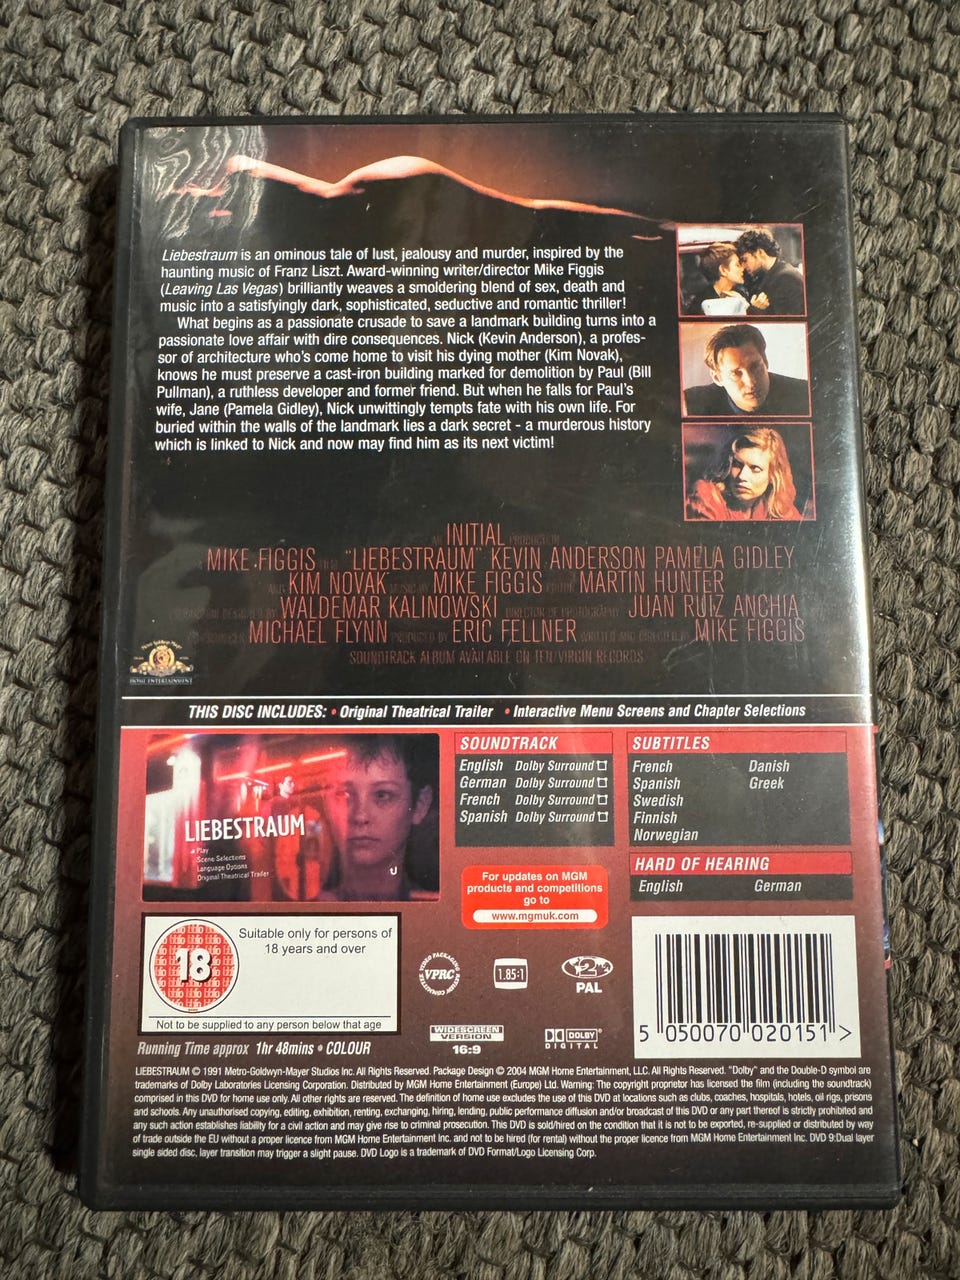 Liebestraum is an ominous tale of lust, jealousy and murder, inspired by the
haunting music of Franz Liszt. Award-winning writer/director Mike Figgis
(Leaving Las Vegas) brilliantly weaves a smoldering blend of sex, death and
music into a satisfyingly dark, sophisticated, seductive and romantic thriller!
What begins as a passionate crusade to save a landmark building turns into a
passionate love affair with dire consequences. Nick (Kevin Anderson), a profes-
sor of architecture who's come home to visit his dying mother (Kim Novak),
knows he must preserve a cast-iron building marked for demolition by Paul (Bill
Pullman), a ruthless developer and former friend. But when he falls for Paul's
wife, Jane (Pamela Gidley), Nick unwittingly tempts fate with his own life. For
buried within the walls of the landmark lies a dark secret - a murderous history
which is linked to Nick and now may find him as its next victim!
AN INITIAL PRODUCTION
MIKE FIGGIS FILM "LIEBESTRAUM" KEVIN ANDERSON PAMELA GIDLEY
AND KIM NOVAK MUSIC BY MIKE FIGGIS EDITOR MARTIN HUNTER
PRODUCTION DESIGNED BY WALDEMAR KALINOWSKI DIRECTOR OF PHOTOGRAPHY JUAN RUIZ ANCHIA
MICHAEL FLYNN PRODUCED BY ERIC FELLNER WRITTEN AND DIRECTED BY MIKE FIGGIS
SOUNDTRACK ALBUM AVAILABLE ON TEN/VIRGIN RECORDS
HOME ENTERTAINMENT
THIS DISC INCLUDES: • Original Theatrical Trailer • Interactive Menu Screens and Chapter Selections
LIEBESTRAUM
Play
Scene Selections
Language Options
Original Theatrical Trailer
SOUNDTRACK
English Dolby Surround
German Dolby Surround
French Dolby Surround
Spanish Dolby Surround
SUBTITLES
French Danish
Spanish Greek
Swedish
Finnish
Norwegian
HARD OF HEARING
English German
For updates on MGM
products and competitions
go to
www.mgmuk.com
18
Suitable only for persons of
18 years and over
Not to be supplied to any person below that age
VIDEO PACKAGING REVIEW COMMITTEE
VPRC
1.85:1
2
PAL
WIDESCREEN
VERSION
16:9
DOLBY
DIGITAL
5 050070 020151 >
Running Time approx 1hr 48mins • COLOUR
LIEBESTRAUM © 1991 Metro-Goldwyn-Mayer Studios Inc. All Rights Reserved. Package Design © 2004 MGM Home Entertainment, LLC. All Rights Reserved. "Dolby" and the Double-D symbol are
trademarks of Dolby Laboratories Licensing Corporation. Distributed by MGM Home Entertainment (Europe) Ltd. Warning: The copyright proprietor has licensed the film (including the soundtrack)
comprised in this DVD for home use only. All other rights are reserved. The definition of home use excludes the use of this DVD at locations such as clubs, coaches, hospitals, hotels, oil rigs, prisons
and schools. Any unauthorised copying, editing, exhibition, renting, exchanging, hiring, lending, public performance diffusion and/or broadcast of this DVD or any part thereof is strictly prohibited and
any such action establishes liability for a civil action and may give rise to criminal prosecution. This DVD is sold/hired on the condition that it is not to be exported, re-supplied or distributed by way
of trade outside the EU without a proper licence from MGM Home Entertainment Inc. and not to be hired (for rental) without the proper licence from MGM Home Entertainment Inc. DVD 9:Dual layer
single sided disc, layer transition may trigger a slight pause. DVD Logo is a trademark of DVD Format/Logo Licensing Corp.